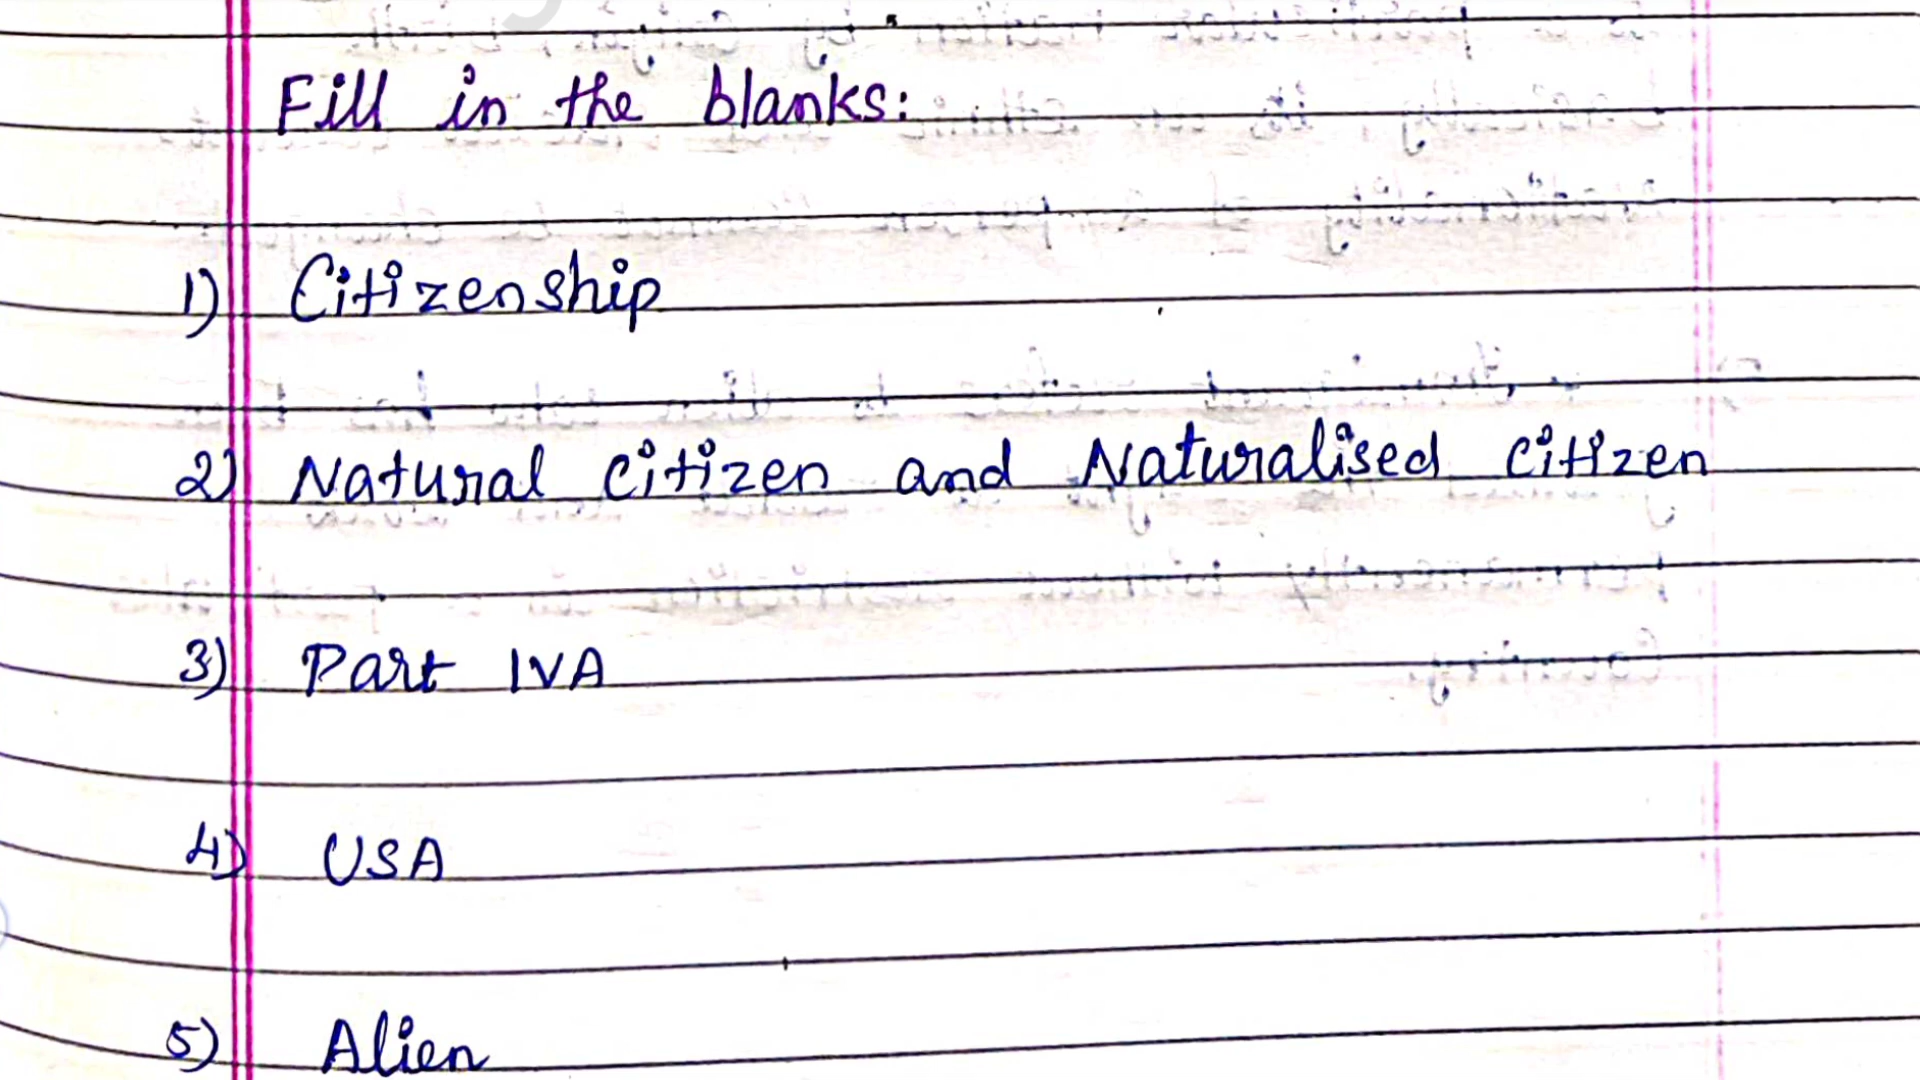 Fill in the blanks:
1) Citizenship
2) Natural citizen and Naturalised citizen
3) Part IVA
4) USA
5) Alien